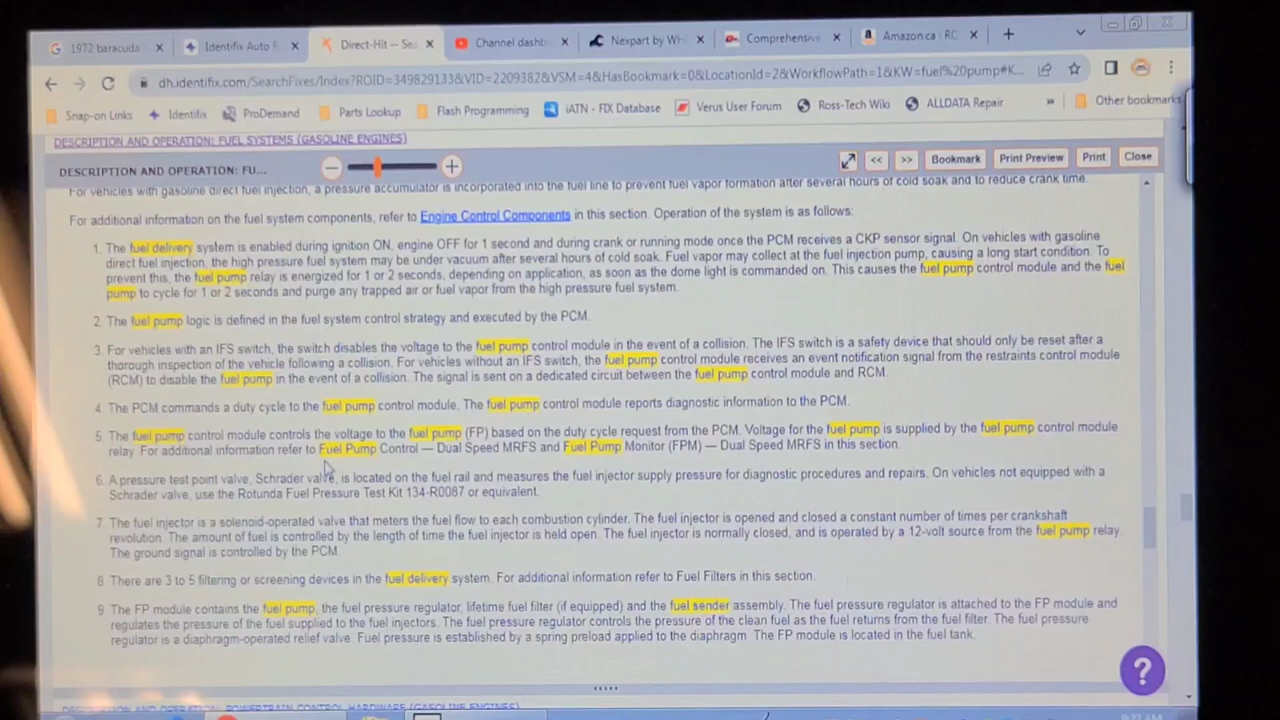 1972 baracuda
Identifix Auto F
Direct-Hit -- Sea
Channel dashb
Nexpart by WH
Comprehensive
Amazon.ca : RC
dh.identifix.com/SearchFixes/Index?ROID=349829133&VID=2209382&VSM=4&HasBookmark=0&LocationId=2&WorkflowPath=1&KW=fuel%20pump#K...
Snap-on Links
Identifix
ProDemand
Parts Lookup
Flash Programming
iATN - FIX Database
Verus User Forum
Ross-Tech Wiki
ALLDATA Repair
»
Other bookmarks
DESCRIPTION AND OPERATION: FUEL SYSTEMS (GASOLINE ENGINES)
DESCRIPTION AND OPERATION: FU...
<<
>>
Bookmark
Print Preview
Print
Close
For vehicles with gasoline direct fuel injection, a pressure accumulator is incorporated into the fuel line to prevent fuel vapor formation after several hours of cold soak and to reduce crank time.
For additional information on the fuel system components, refer to Engine Control Components in this section. Operation of the system is as follows:
1. The fuel delivery system is enabled during ignition ON, engine OFF for 1 second and during crank or running mode once the PCM receives a CKP sensor signal. On vehicles with gasoline
direct fuel injection, the high pressure fuel system may be under vacuum after several hours of cold soak. Fuel vapor may collect at the fuel injection pump, causing a long start condition. To
prevent this, the fuel pump relay is energized for 1 or 2 seconds, depending on application, as soon as the dome light is commanded on. This causes the fuel pump control module and the fuel
pump to cycle for 1 or 2 seconds and purge any trapped air or fuel vapor from the high pressure fuel system.
2. The fuel pump logic is defined in the fuel system control strategy and executed by the PCM.
3. For vehicles with an IFS switch, the switch disables the voltage to the fuel pump control module in the event of a collision. The IFS switch is a safety device that should only be reset after a
thorough inspection of the vehicle following a collision. For vehicles without an IFS switch, the fuel pump control module receives an event notification signal from the restraints control module
(RCM) to disable the fuel pump in the event of a collision. The signal is sent on a dedicated circuit between the fuel pump control module and RCM.
4. The PCM commands a duty cycle to the fuel pump control module. The fuel pump control module reports diagnostic information to the PCM.
5. The fuel pump control module controls the voltage to the fuel pump (FP) based on the duty cycle request from the PCM. Voltage for the fuel pump is supplied by the fuel pump control module
relay. For additional information refer to Fuel Pump Control — Dual Speed MRFS and Fuel Pump Monitor (FPM) — Dual Speed MRFS in this section.
6. A pressure test point valve, Schrader valve, is located on the fuel rail and measures the fuel injector supply pressure for diagnostic procedures and repairs. On vehicles not equipped with a
Schrader valve, use the Rotunda Fuel Pressure Test Kit 134-R0087 or equivalent.
7. The fuel injector is a solenoid-operated valve that meters the fuel flow to each combustion cylinder. The fuel injector is opened and closed a constant number of times per crankshaft
revolution. The amount of fuel is controlled by the length of time the fuel injector is held open. The fuel injector is normally closed, and is operated by a 12-volt source from the fuel pump relay.
The ground signal is controlled by the PCM.
8. There are 3 to 5 filtering or screening devices in the fuel delivery system. For additional information refer to Fuel Filters in this section.
9. The FP module contains the fuel pump, the fuel pressure regulator, lifetime fuel filter (if equipped) and the fuel sender assembly. The fuel pressure regulator is attached to the FP module and
regulates the pressure of the fuel supplied to the fuel injectors. The fuel pressure regulator controls the pressure of the clean fuel as the fuel returns from the fuel filter. The fuel pressure
regulator is a diaphragm-operated relief valve. Fuel pressure is established by a spring preload applied to the diaphragm. The FP module is located in the fuel tank.
?
DESCRIPTION AND OPERATION: POWERTRAIN CONTROL HARDWARE (GASOLINE ENGINES)